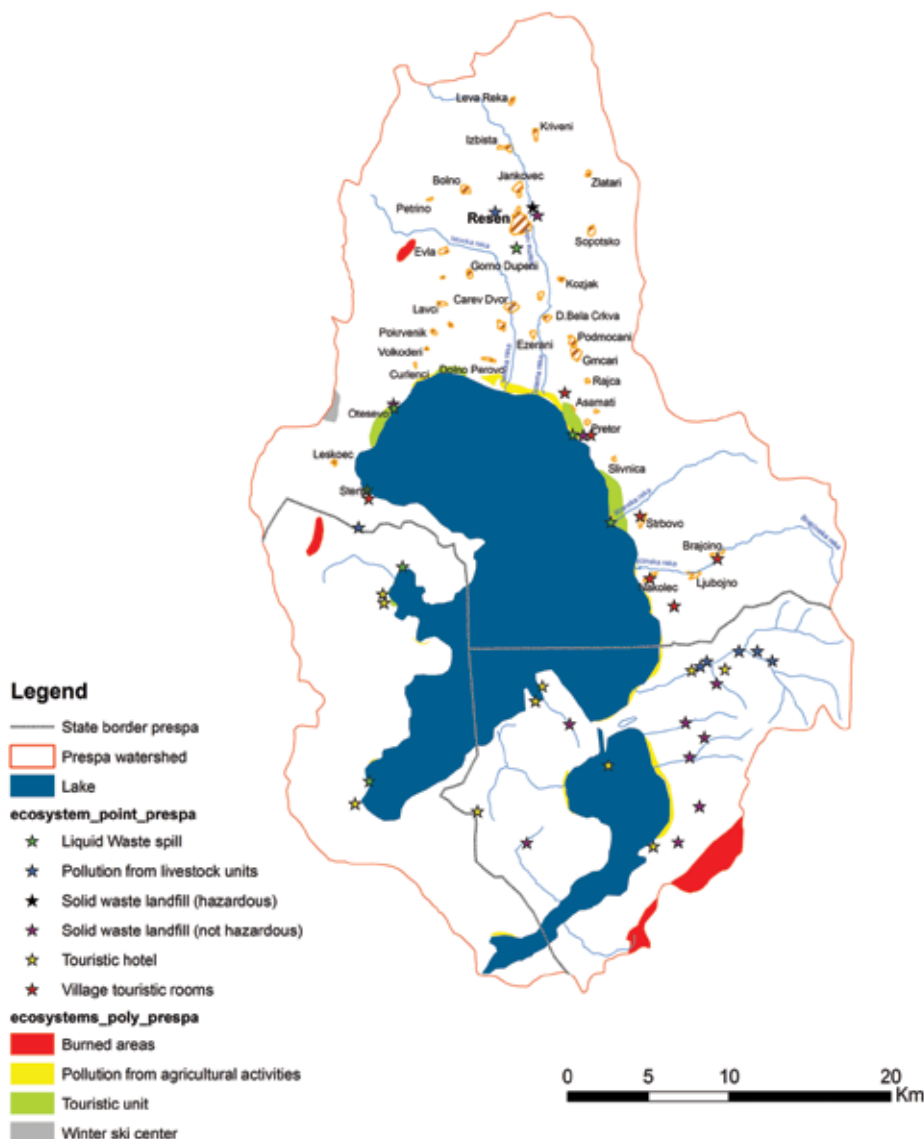 Leva Reka
Kriveni
Izbista
Jankovec
Bolno
Zlatari
Petrino
Resen
Sopotsko
Evla
Gorno Dupeni
Kozjak
Carev Dvor
Lavci
D.Bela Crkva
Pokrvenik
Podmocani
Ezerani
Volkoderi
Grncari
Curlenci
Dolno Perovo
Rajca
Asamati
Otesevo
Pretor
Leskoec
Slivnica
Strbovo
Brajcino
Ljubojno
Nakolec
Legend
State border prespa
Prespa watershed
Lake
ecosystem_point_prespa
Liquid Waste spill
Pollution from livestock units
Solid waste landfill (hazardous)
Solid waste landfill (not hazardous)
Touristic hotel
Village touristic rooms
ecosystems_poly_prespa
Burned areas
Pollution from agricultural activities
Touristic unit
Winter ski center
0 5 10 20
Km